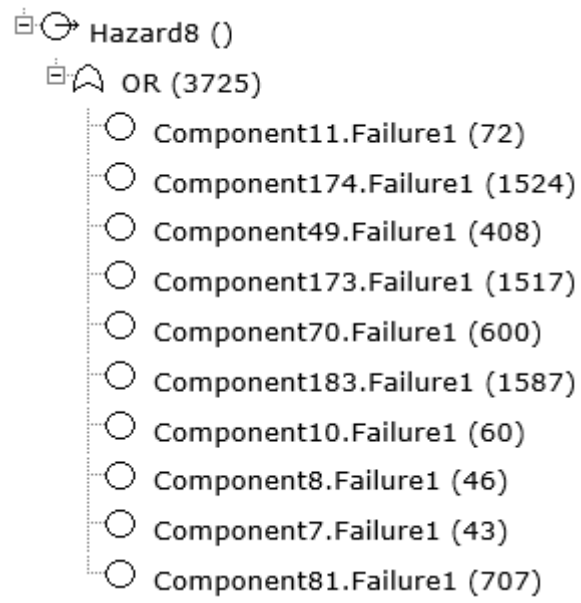 Hazard8 ()
OR (3725)
Component11.Failure1 (72)
Component174.Failure1 (1524)
Component49.Failure1 (408)
Component173.Failure1 (1517)
Component70.Failure1 (600)
Component183.Failure1 (1587)
Component10.Failure1 (60)
Component8.Failure1 (46)
Component7.Failure1 (43)
Component81.Failure1 (707)